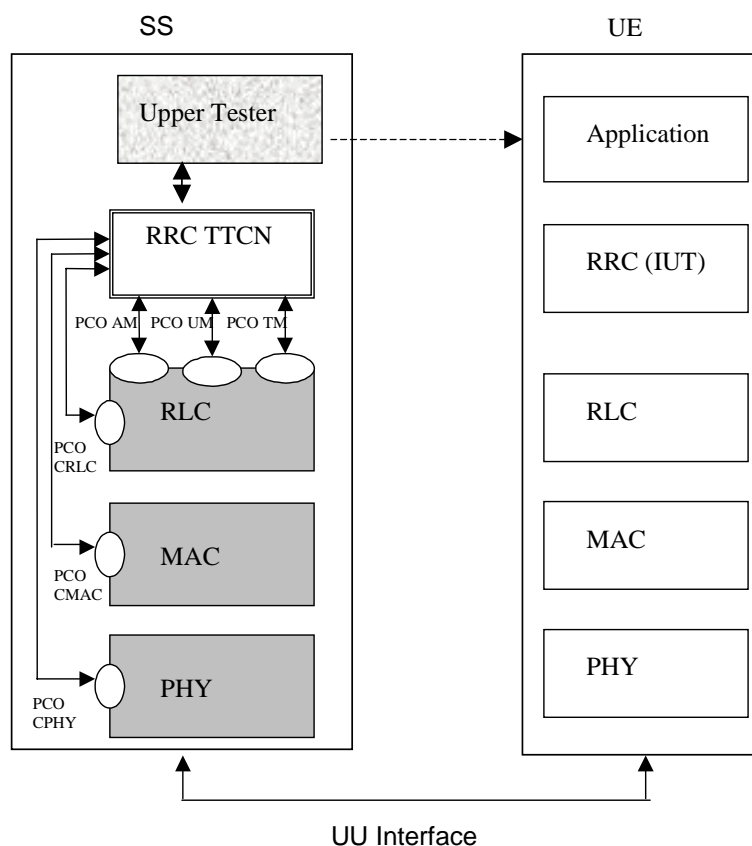 SS
UE
Upper Tester
Application
RRC TTCN
RRC (IUT)
PCO AM
PCO UM
PCO TM
RLC
RLC
PCO
CRLC
MAC
MAC
PCO
CMAC
PHY
PHY
PCO
CPHY
UU Interface